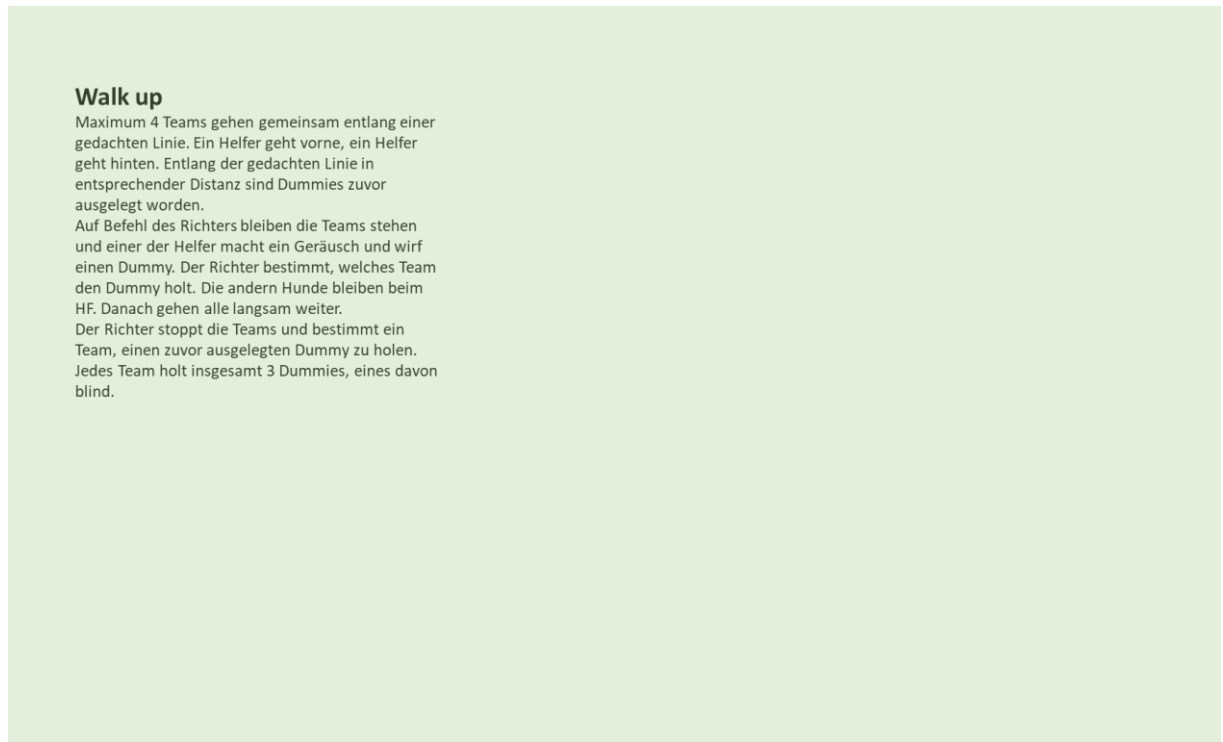 Walk up
Maximum 4 Teams gehen gemeinsam entlang einer
gedachten Linie. Ein Helfer geht vorne, ein Helfer
geht hinten. Entlang der gedachten Linie in
entsprechender Distanz sind Dummies zuvor
ausgelegt worden.
Auf Befehl des Richters bleiben die Teams stehen
und einer der Helfer macht ein Geräusch und wirf
einen Dummy. Der Richter bestimmt, welches Team
den Dummy holt. Die andern Hunde bleiben beim
HF. Danach gehen alle langsam weiter.
Der Richter stoppt die Teams und bestimmt ein
Team, einen zuvor ausgelegten Dummy zu holen.
Jedes Team holt insgesamt 3 Dummies, eines davon
blind.